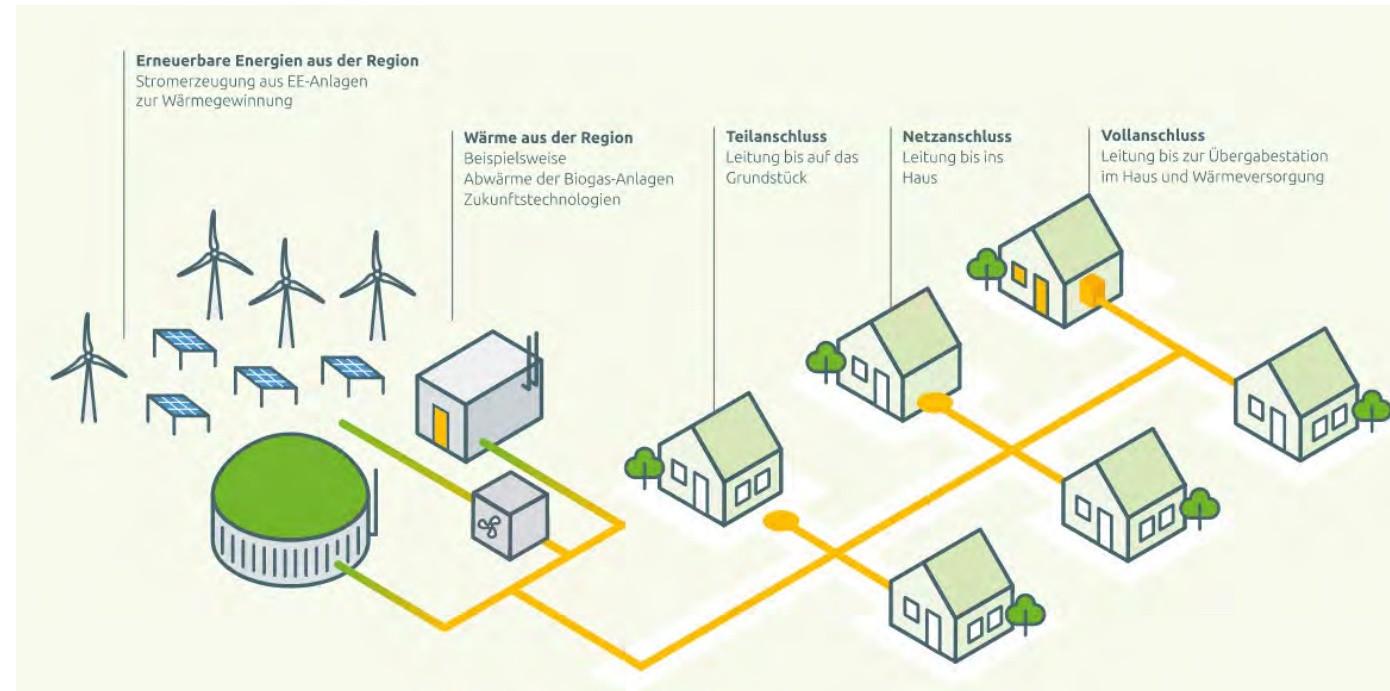 Erneuerbare Energien aus der Region
Stromerzeugung aus EE-Anlagen
zur Wärmegewinnung
Wärme aus der Region
Beispielsweise
Abwärme der Biogas-Anlagen
Zukunftstechnologien
Teilanschluss
Leitung bis auf das
Grundstück
Netzanschluss
Leitung bis ins
Haus
Vollanschluss
Leitung bis zur Übergabestation
im Haus und Wärmeversorgung